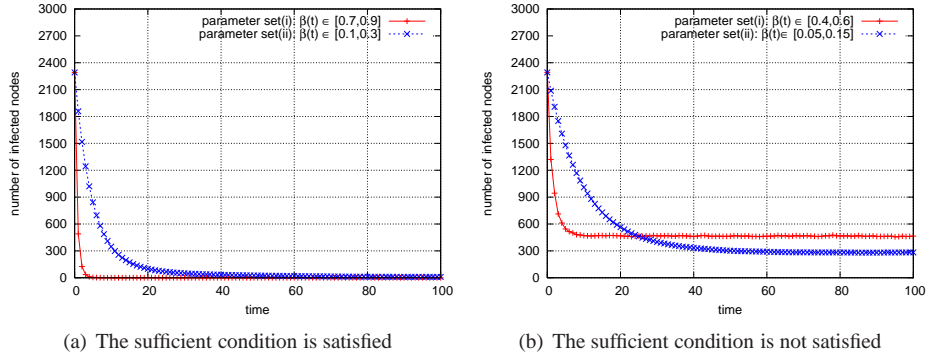 parameter set(i): β(t) ∈ [0.7,0.9]
parameter set(ii): β(t) ∈ [0.1,0.3]
3000
2700
2400
2100
1800
1500
1200
900
600
300
0
number of infected nodes
0 20 40 60 80 100
time
(a) The sufficient condition is satisfied
parameter set(i): β(t) ∈ [0.4,0.6]
parameter set(ii): β(t)∈ [0.05,0.15]
3000
2700
2400
2100
1800
1500
1200
900
600
300
0
number of infected nodes
0 20 40 60 80 100
time
(b) The sufficient condition is not satisfied